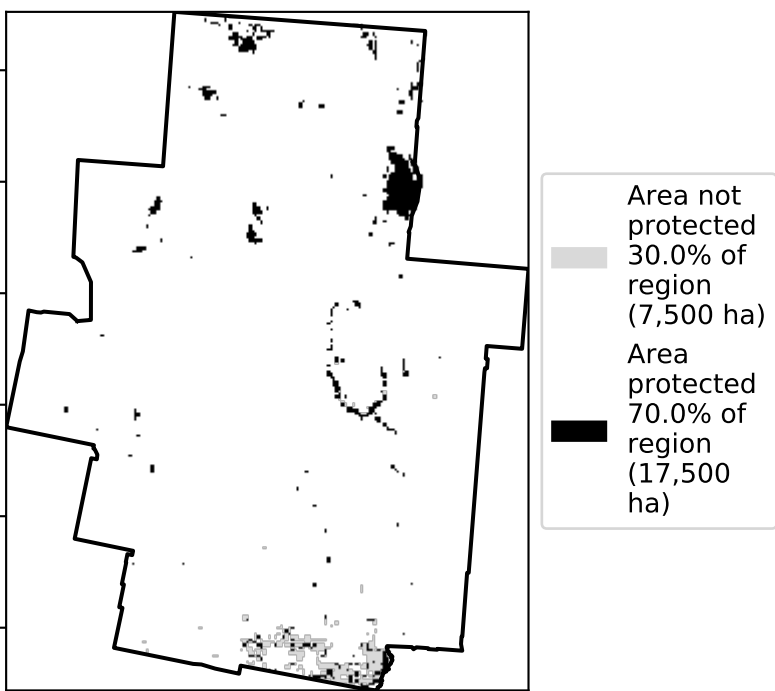 Area not
protected
30.0% of
region
(7,500 ha)
Area
protected
70.0% of
region
(17,500
ha)